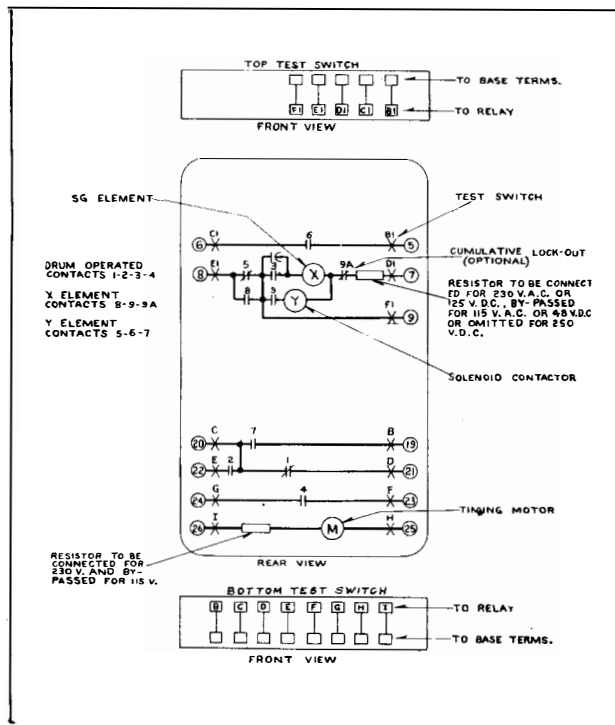 TOP TEST SWITCH
TO BASE TERMS.
F1 E1 D1 C1 B1
TO RELAY
FRONT VIEW
SG ELEMENT
TEST SWITCH
C1 6 B1
6 5
E1 5 3 X 9A D1
8 7
CUMULATIVE LOCK-OUT
(OPTIONAL)
DRUM OPERATED
CONTACTS 1-2-3-4
X ELEMENT
CONTACTS 8-9-9A
Y ELEMENT
CONTACTS 5-6-7
8 9 Y
F1
9
RESISTOR TO BE CONNECT
ED FOR 230 V.A.C. OR
125 V. D.C., BY-PASSED
FOR 115 V. A.C. OR 48 V.D.C
OR OMITTED FOR 250
V.D.C.
SOLENOID CONTACTOR
C 7 B
20 19
E 2 1 D
22 21
G 4 F
24 23
I M H
26 25
TIMING MOTOR
RESISTOR TO BE
CONNECTED FOR
230 V. AND BY-
PASSED FOR 115 V.
REAR VIEW
BOTTOM TEST SWITCH
B C D E F G H I
TO RELAY
TO BASE TERMS.
FRONT VIEW